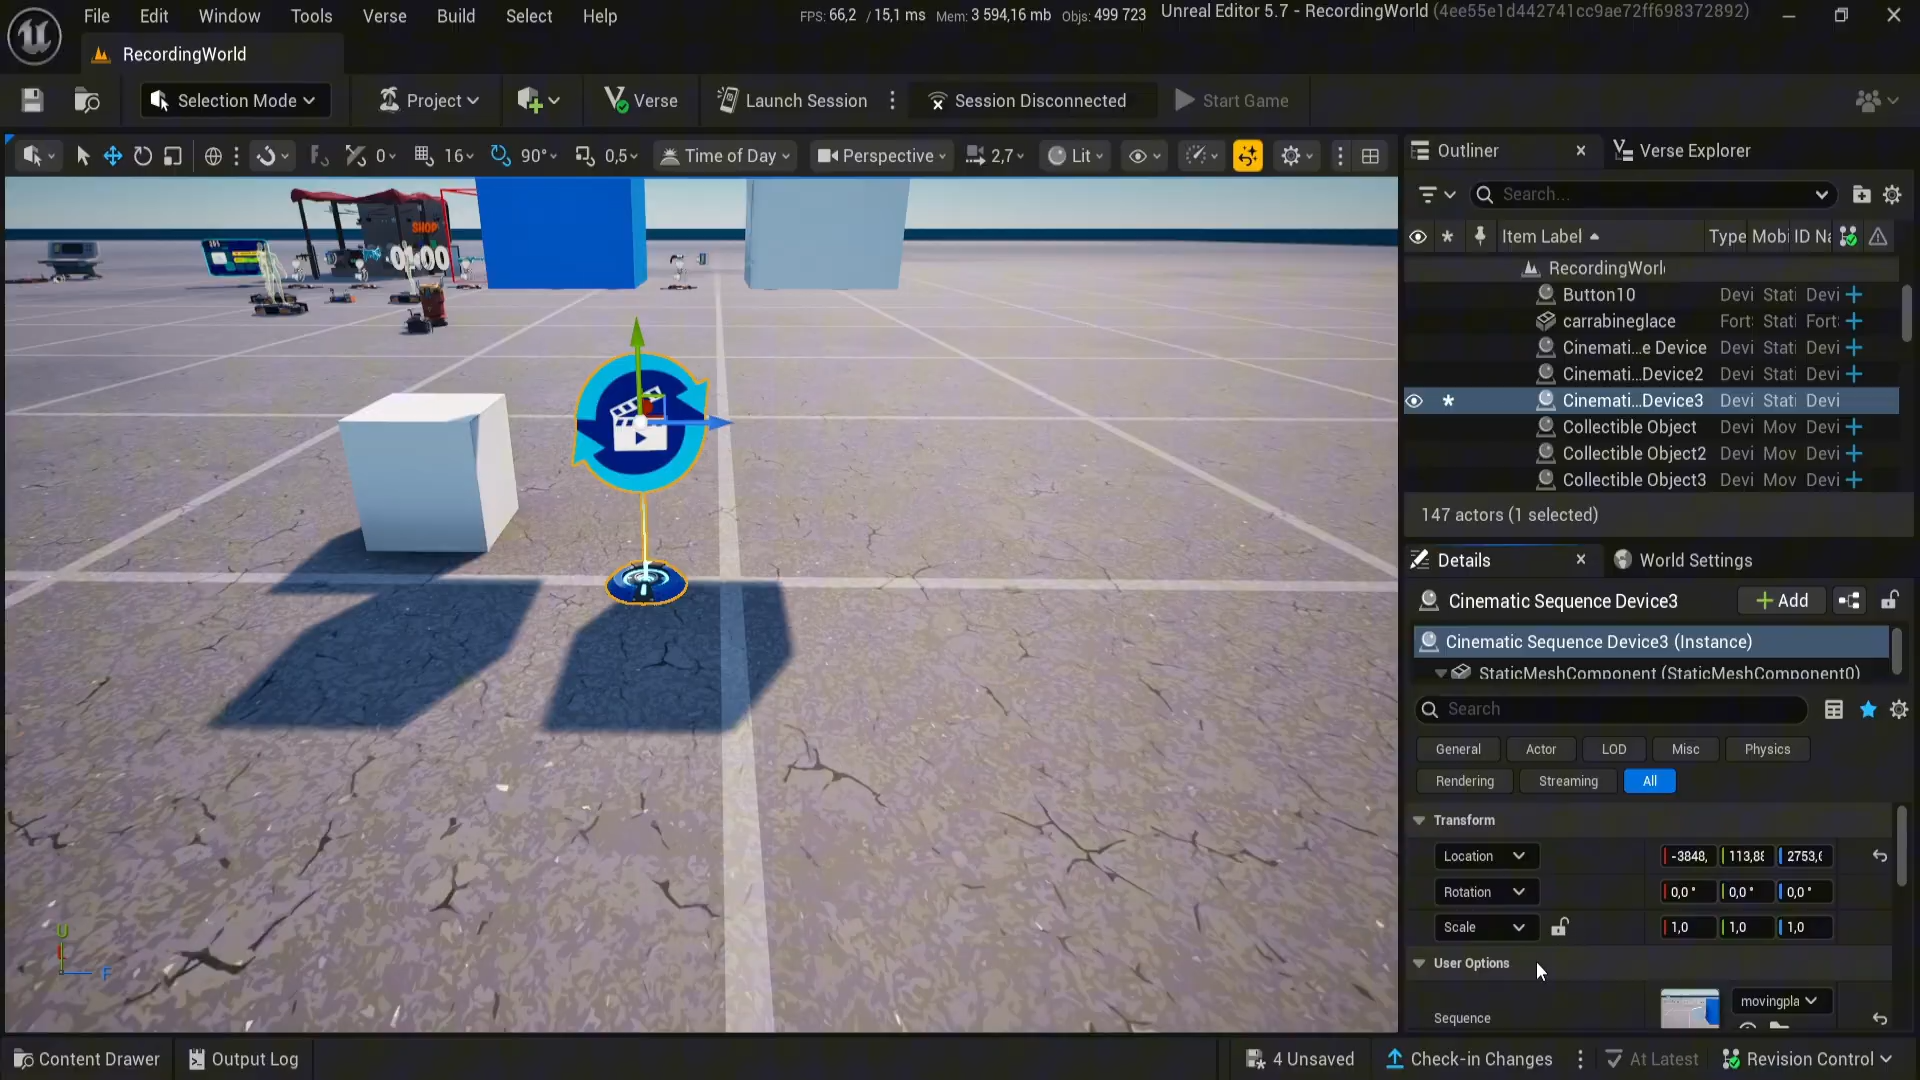 File Edit Window Tools Verse Build Select Help
FPS: 66,2 / 15,1 ms Mem: 3 594,16 mb Objs: 499 723
Unreal Editor 5.7 - RecordingWorld (4ee55e1d442741cc9ae72ff698372892)
RecordingWorld
Selection Mode
Project
Verse
Launch Session
Session Disconnected
Start Game
0
16
90°
0,5
Time of Day
Perspective
2,7
Lit
SHOP
01:00
U
F
Outliner
Verse Explorer
Search...
Item Label Type Mobi ID Na
RecordingWorl
Button10 Devi Stati Devi
carrabineglace Fort Stati Fort
Cinemati...e Device Devi Stati Devi
Cinemati...Device2 Devi Stati Devi
Cinemati...Device3 Devi Stati Devi
Collectible Object Devi Mov Devi
Collectible Object2 Devi Mov Devi
Collectible Object3 Devi Mov Devi
147 actors (1 selected)
Details
World Settings
Cinematic Sequence Device3
+ Add
Cinematic Sequence Device3 (Instance)
StaticMeshComponent (StaticMeshComponent0)
Search
General Actor LOD Misc Physics
Rendering Streaming All
Transform
Location -3848, 113,88 2753,6
Rotation 0,0 ° 0,0 ° 0,0 °
Scale 1,0 1,0 1,0
User Options
Sequence
movingpla
Content Drawer
Output Log
4 Unsaved
Check-in Changes
At Latest
Revision Control